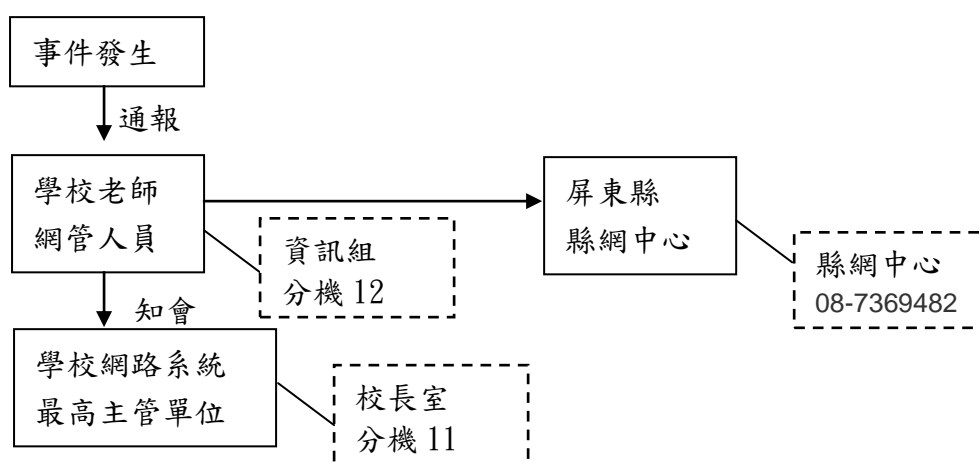 事件發生
通報
學校老師
網管人員
屏東縣
縣網中心
資訊組
分機 12
縣網中心
08-7369482
知會
學校網路系統
最高主管單位
校長室
分機 11